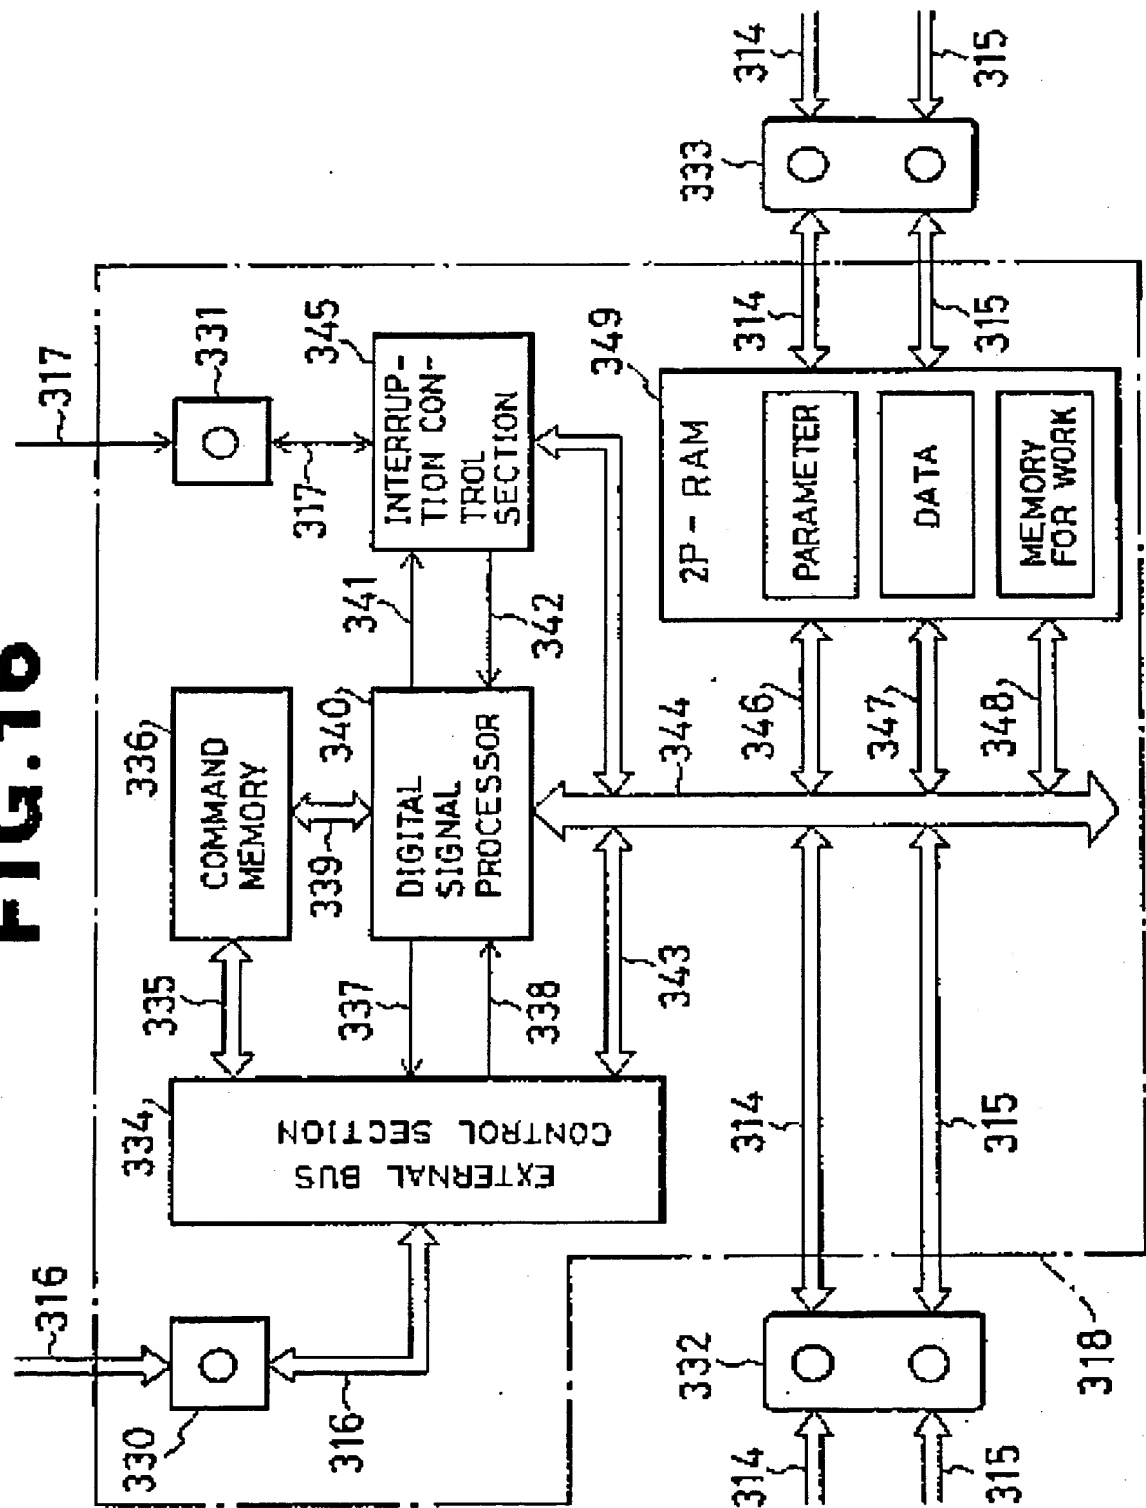 FIG.16
316
317
330
316
331
317
334
EXTERNAL BUS
CONTROL SECTION
335
336
COMMAND
MEMORY
337
338
339
340
DIGITAL
SIGNAL
PROCESSOR
341
342
345
INTERRUP-
TION CON-
TROL
SECTION
343
344
332
314
315
314
315
318
346
347
348
349
2P-RAM
PARAMETER
DATA
MEMORY
FOR WORK
314
315
333
314
315